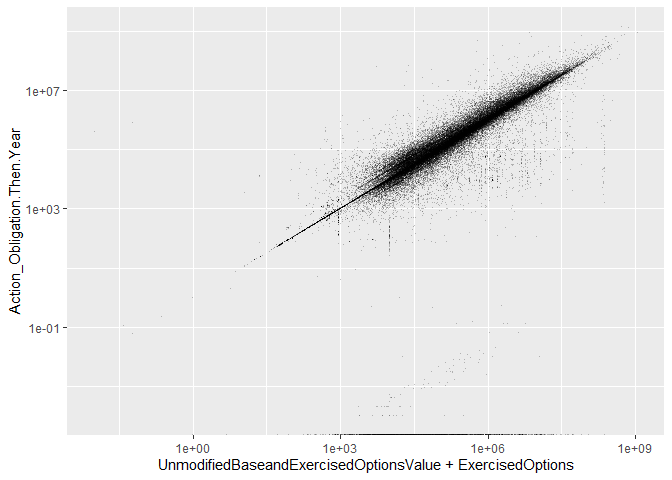 1e+07
1e+03
1e-01
Action_Obligation.Then.Year
1e+00
1e+03
1e+06
1e+09
UnmodifiedBaseandExercisedOptionsValue + ExercisedOptions